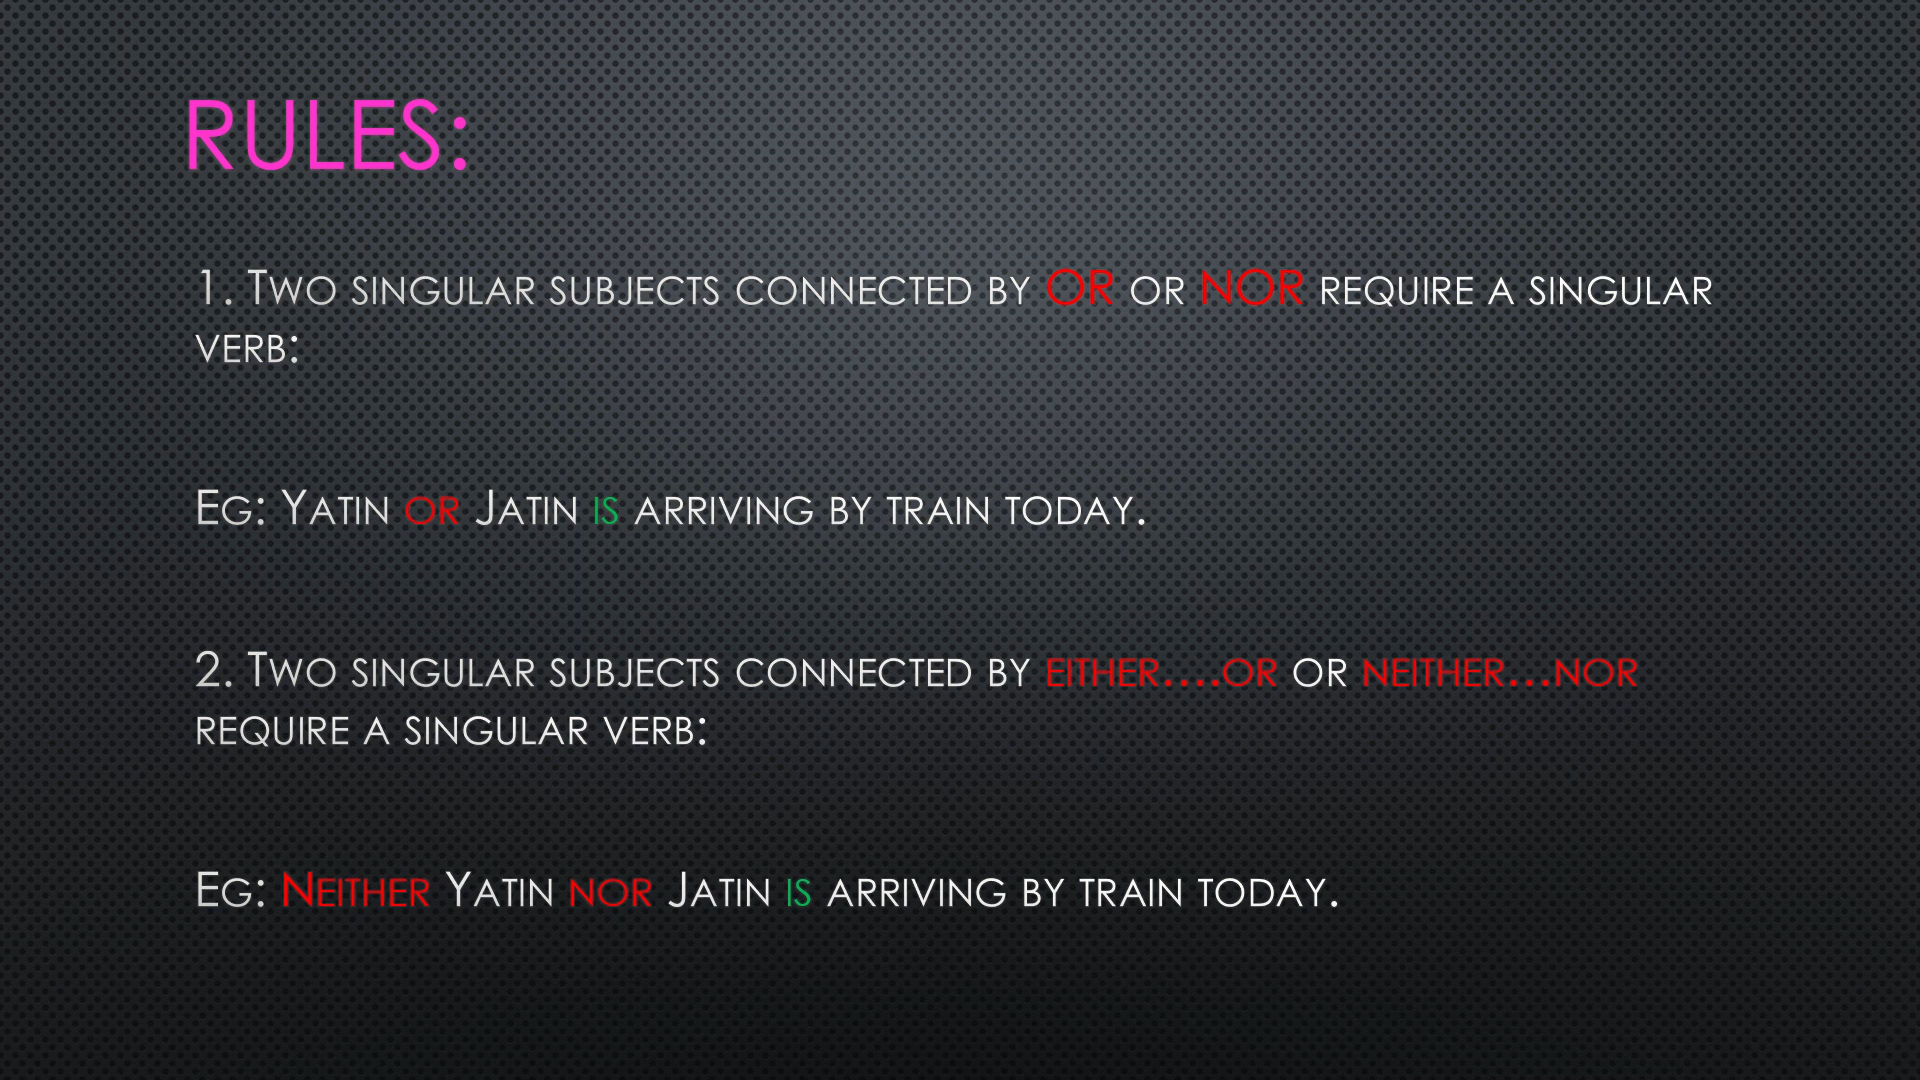 RULES:
1. Two singular subjects connected by OR or NOR require a singular
verb:
Eg: Yatin or Jatin is arriving by train today.
2. Two singular subjects connected by either....or or neither...nor
require a singular verb:
Eg: Neither Yatin nor Jatin is arriving by train today.